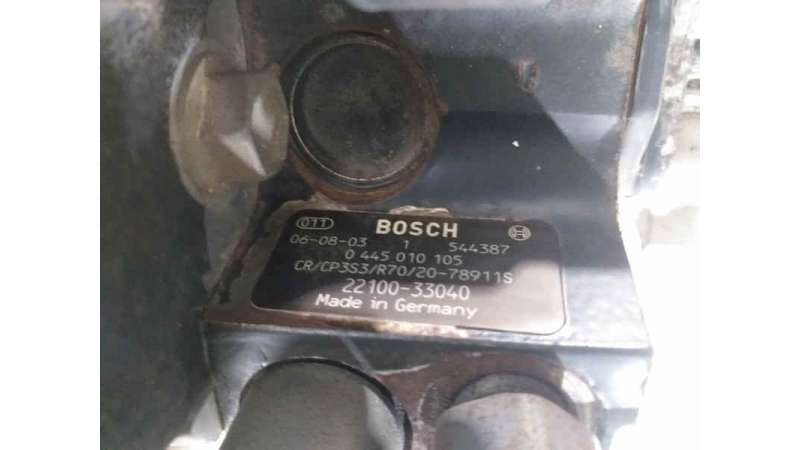 011 BOSCH
06-08-03 1 544387
0 445 010 105
CR/CP3S3/R70/20-78911S
22100-33040
Made in Germany